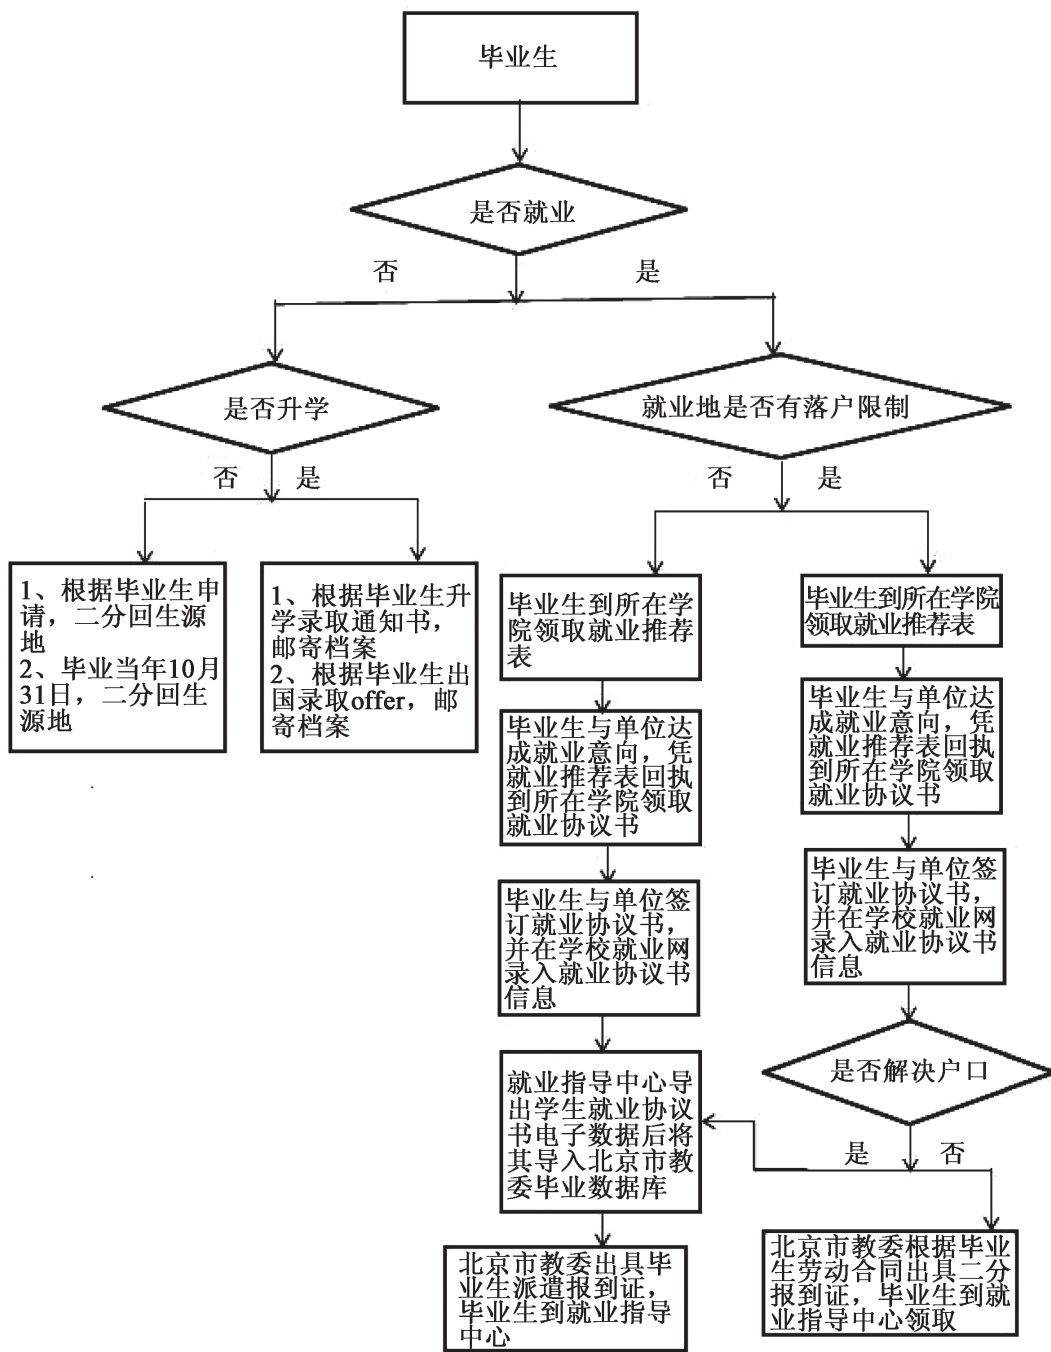 毕业生
是否就业
否
是
是否升学
就业地是否有落户限制
否
是
否
是
1、根据毕业生申
请，二分回生源
地
2、毕业当年10月
31日，二分回生
源地
1、根据毕业生升
学录取通知书，
邮寄档案
2、根据毕业生出
国录取offer，邮
寄档案
毕业生到所在学
院领取就业推荐
表
毕业生与单位达
成就业意向，凭
就业推荐表回执
到所在学院领取
就业协议书
毕业生与单位签
订就业协议书，
并在学校就业网
录入就业协议书
信息
就业指导中心导
出学生就业协议
书电子数据后将
其导入北京市教
委毕业数据库
北京市教委出具毕
业生派遣报到证，
毕业生到就业指导
中心
毕业生到所在学院
领取就业推荐表
毕业生与单位达
成就业意向，凭
就业推荐表回执
到所在学院领取
就业协议书
毕业生与单位签
订就业协议书，
并在学校就业网
录入就业协议书
信息
是否解决户口
是
否
北京市教委根据毕业
生劳动合同出具二分
报到证，毕业生到就
业指导中心领取